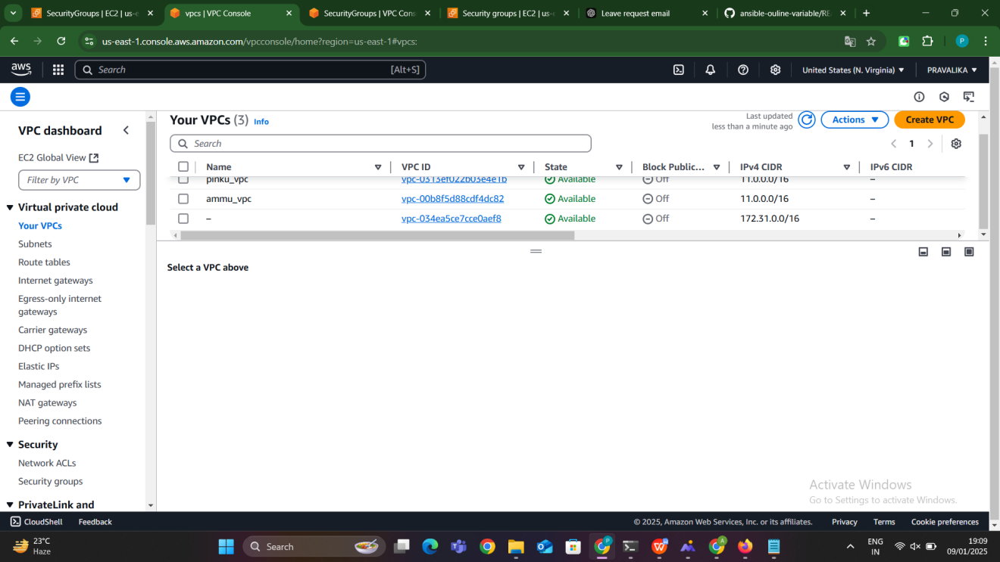 SecurityGroups | EC2 | us-e
vpcs | VPC Console
SecurityGroups | VPC Cons
Security groups | EC2 | us-e
Leave request email
ansible-ouline-variable/RE
us-east-1.console.aws.amazon.com/vpcconsole/home?region=us-east-1#vpcs:
P
aws
Search
[Alt+S]
United States (N. Virginia)
PRAVALIKA
VPC dashboard
EC2 Global View
Filter by VPC
Virtual private cloud
Your VPCs
Subnets
Route tables
Internet gateways
Egress-only internet
gateways
Carrier gateways
DHCP option sets
Elastic IPs
Managed prefix lists
NAT gateways
Peering connections
Security
Network ACLs
Security groups
PrivateLink and
Your VPCs (3) Info
Last updated
less than a minute ago
Actions
Create VPC
Search
1
Name VPC ID State Block Public... IPv4 CIDR IPv6 CIDR
pinku_vpc vpc-0313ef022b03e4e1b Available Off 11.0.0.0/16 –
ammu_vpc vpc-00b8f5d88cdf4dc82 Available Off 11.0.0.0/16 –
– vpc-034ea5ce7cce0aef8 Available Off 172.31.0.0/16 –
Select a VPC above
Activate Windows
Go to Settings to activate Windows.
CloudShell Feedback
© 2025, Amazon Web Services, Inc. or its affiliates. Privacy Terms Cookie preferences
23°C
Haze
Search
ENG
IN
19:09
09/01/2025